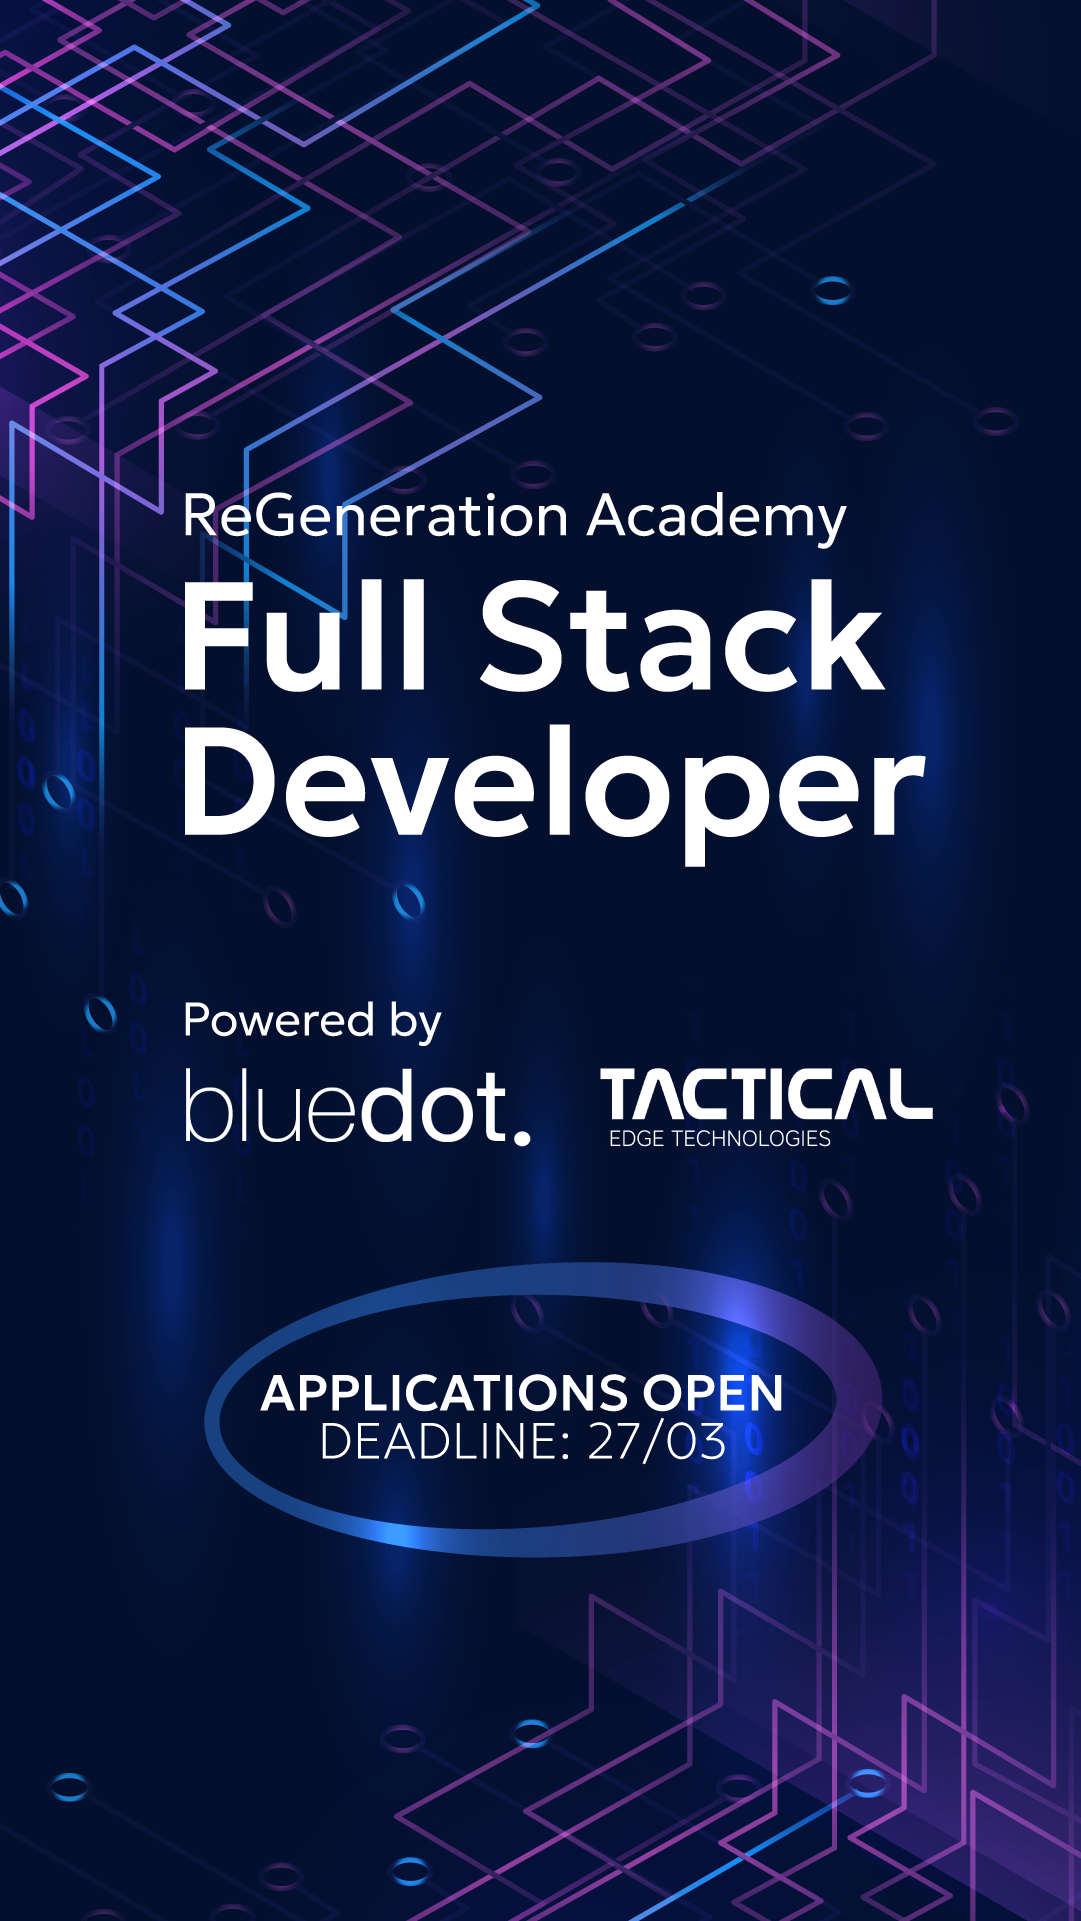 ReGeneration Academy
Full Stack
Developer
Powered by
bluedot.
TACTICAL
EDGE TECHNOLOGIES
APPLICATIONS OPEN
DEADLINE: 27/03